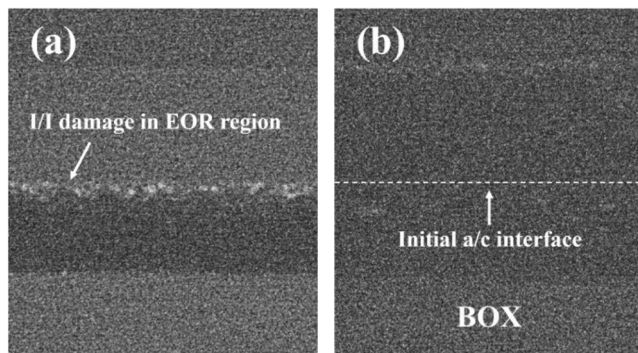 (a)
I/I damage in EOR region
(b)
Initial a/c interface
BOX